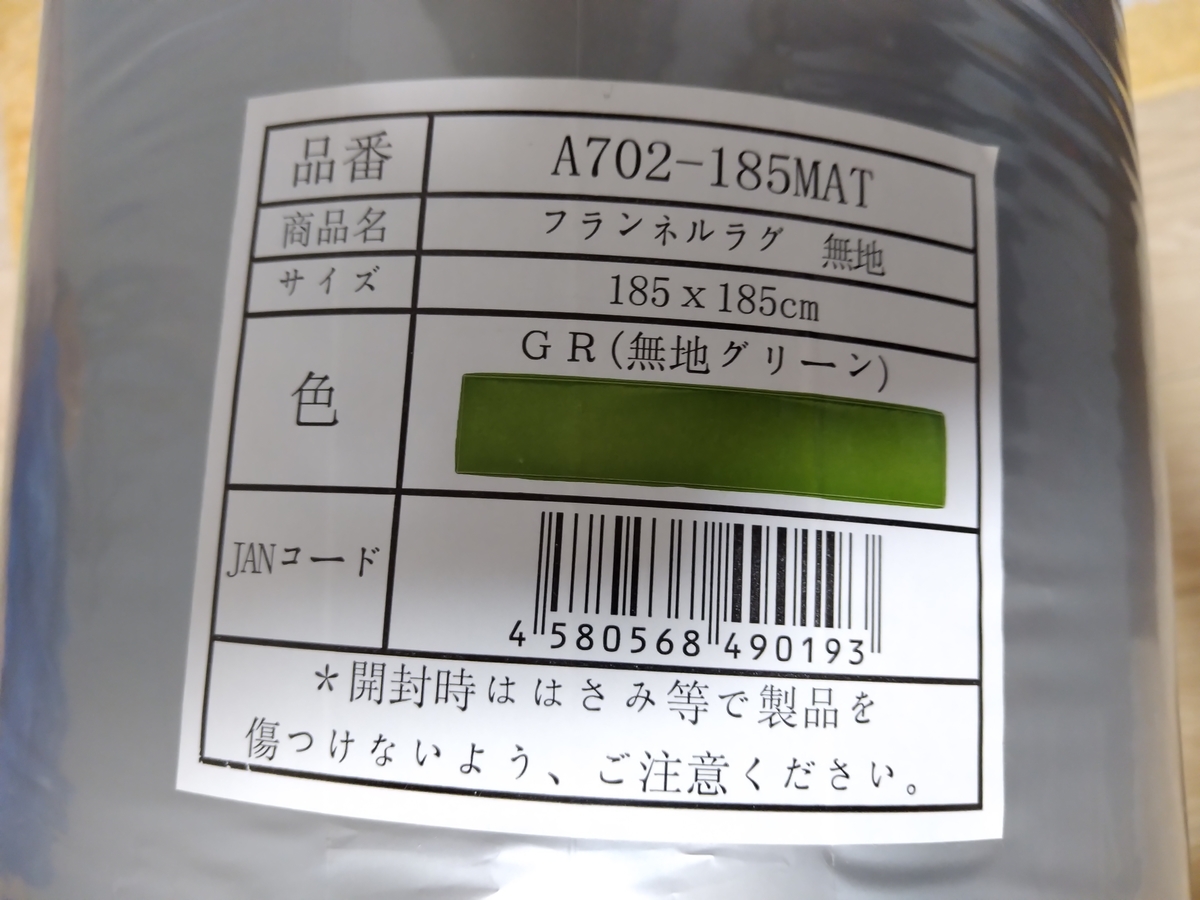 品番 A702-185MAT
商品名 フランネルラグ 無地
サイズ 185x185cm
色 GR(無地グリーン)
JANコード 4 580568 490193
*開封時ははさみ等で製品を
傷つけないよう、ご注意ください。